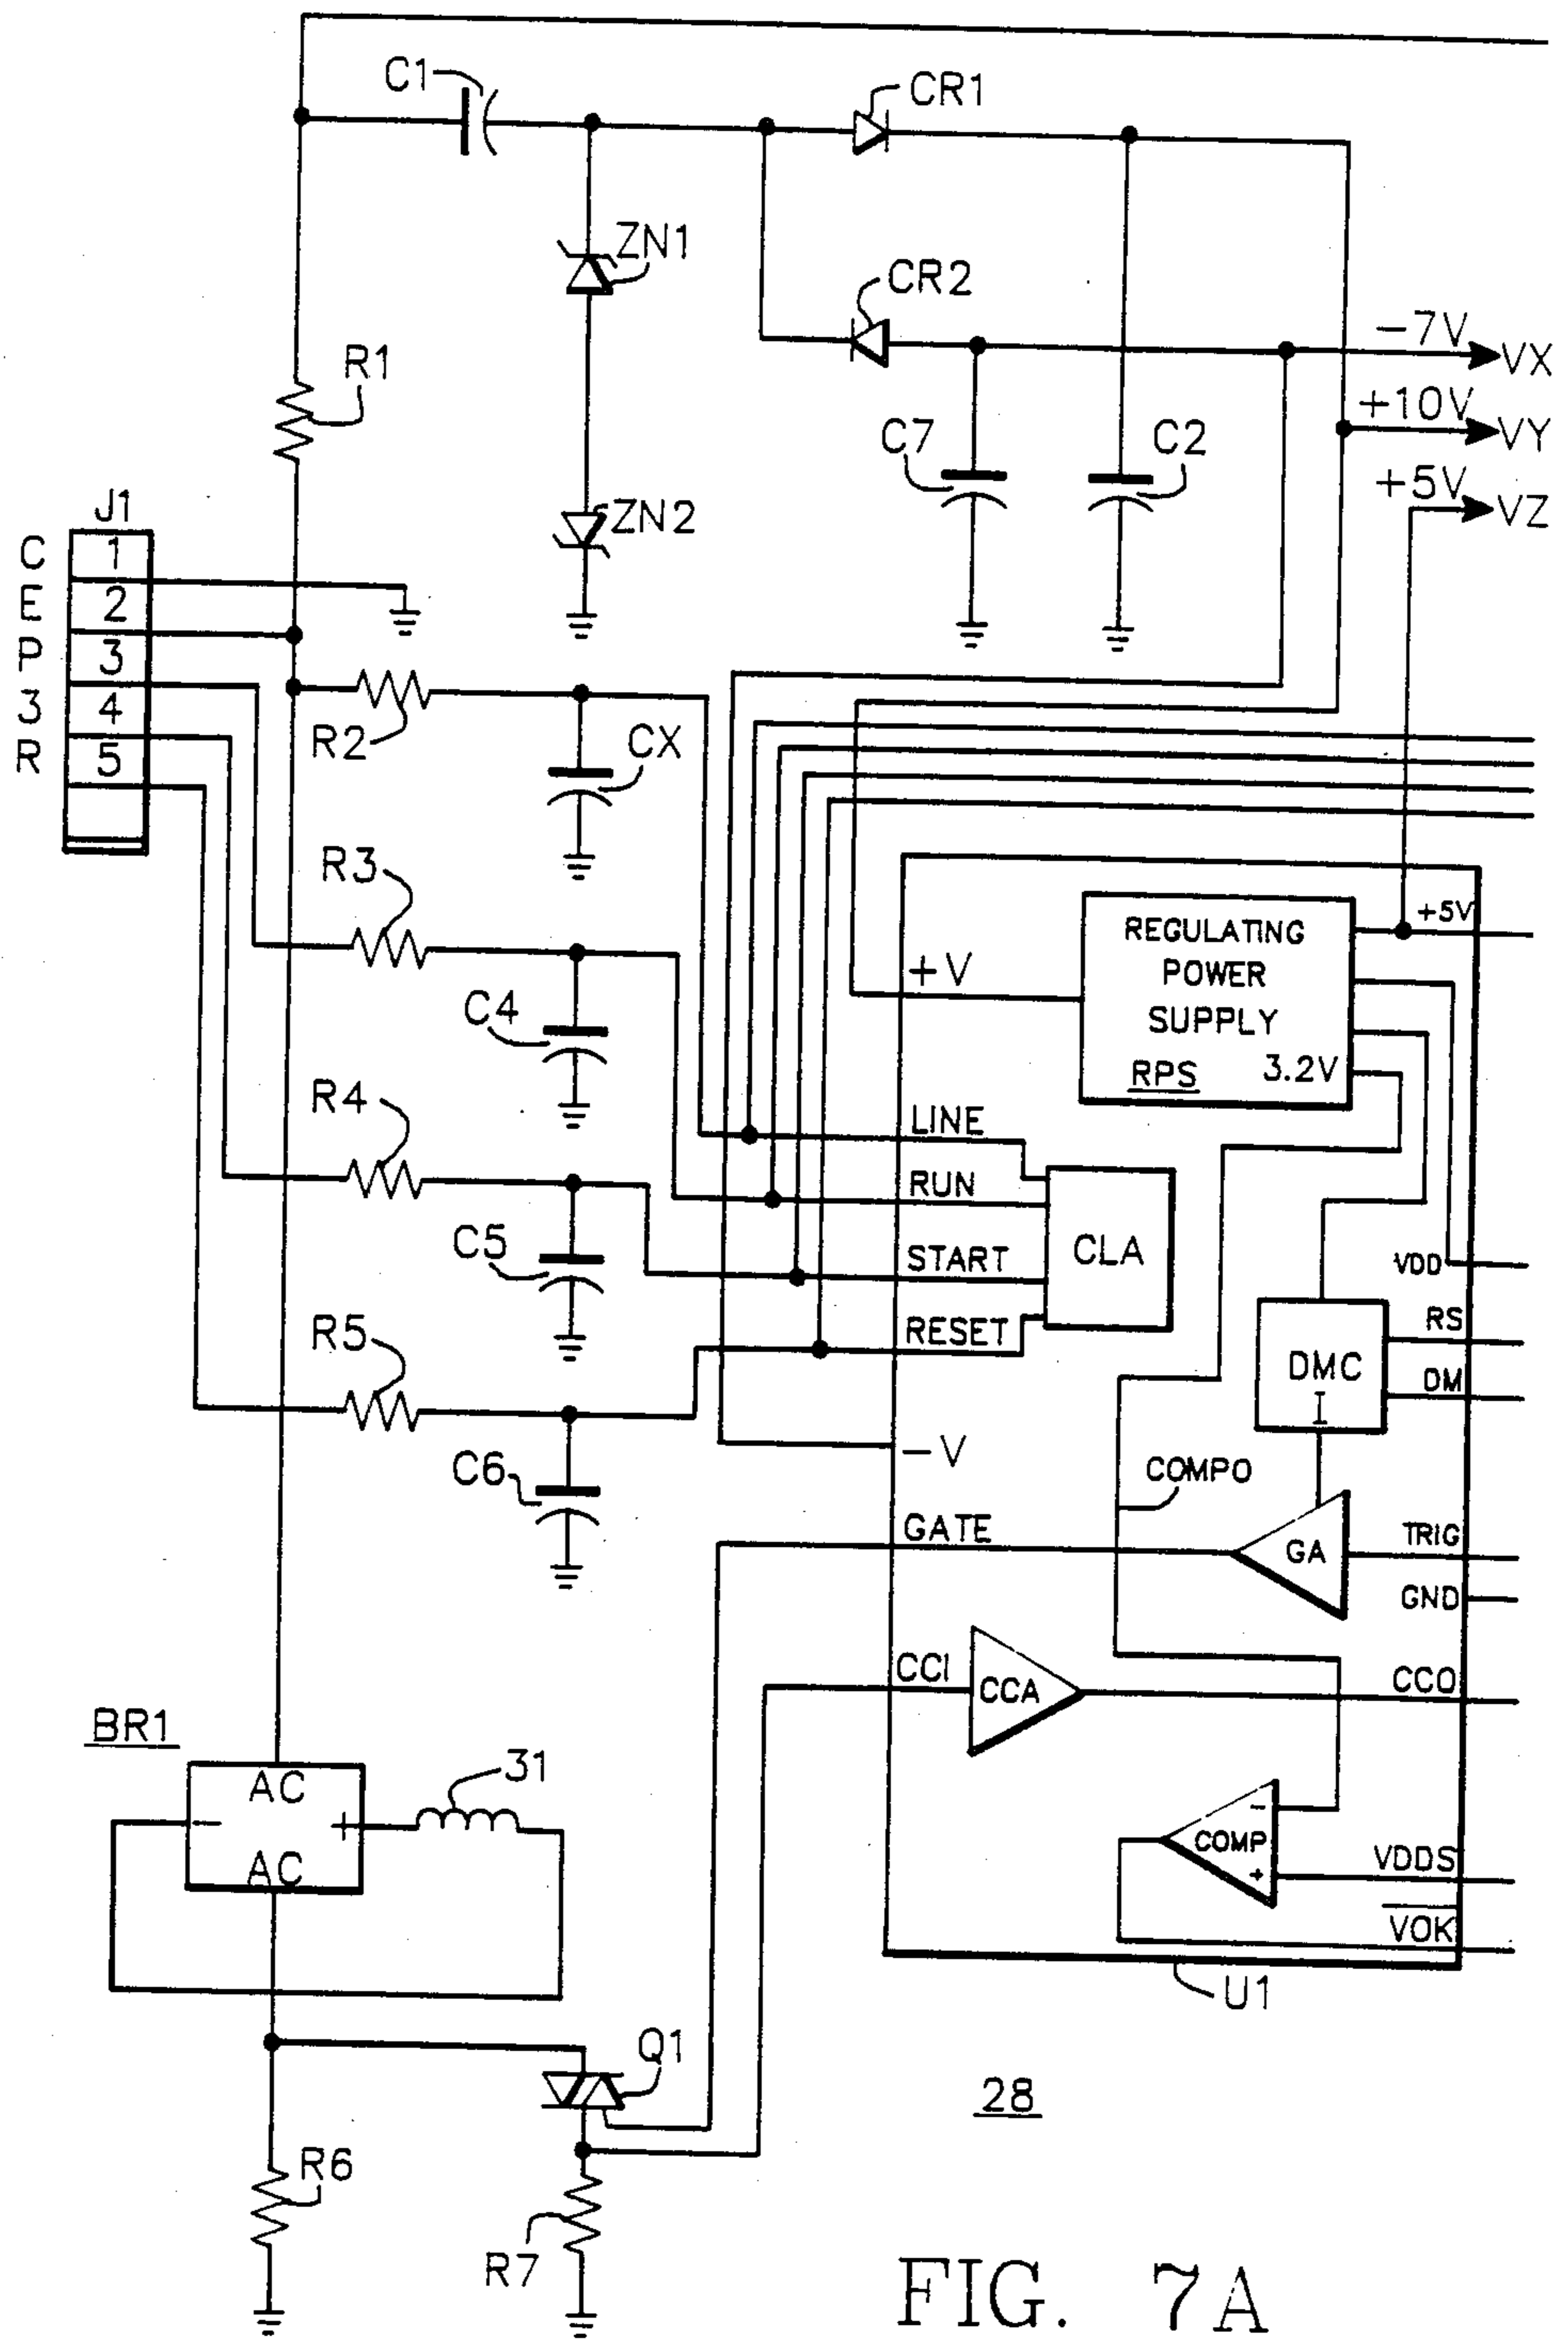 C1
CR1
ZN1
CR2
-7V
VX
R1
+10V
VY
C7
C2
+5V
VZ
J1
ZN2
C 1
E 2
P 3
3 4
R 5
R2
CX
R3
+5V
REGULATING
POWER
SUPPLY
RPS 3.2V
+V
C4
R4
LINE
RUN
CLA
C5
START
VDD
R5
RESET
RS
DMC
I
DM
-V
C6
COMPO
GATE
GA
TRIG
GND
CCI
CCA
CCO
BR1
AC
31
- +
AC
-
COMP
+
VDDS
VOK
U1
Q1
28
R6
R7
FIG. 7A